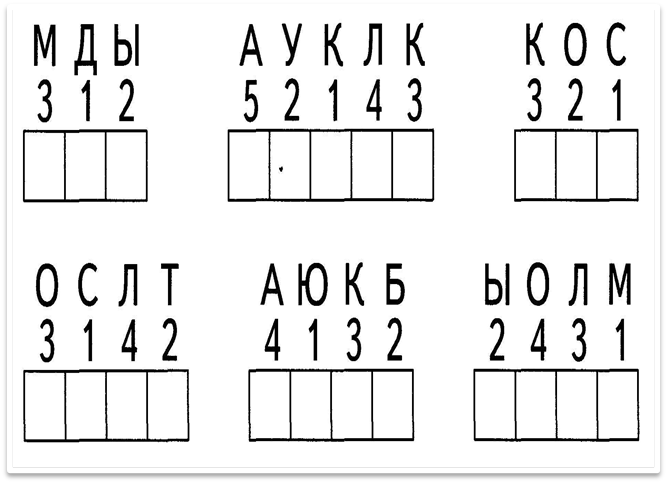 М Д Ы А У К Л К К О С
3 1 2 5 2 1 4 3 3 2 1
О С Л Т А Ю К Б Ы О Л М
3 1 4 2 4 1 3 2 2 4 3 1